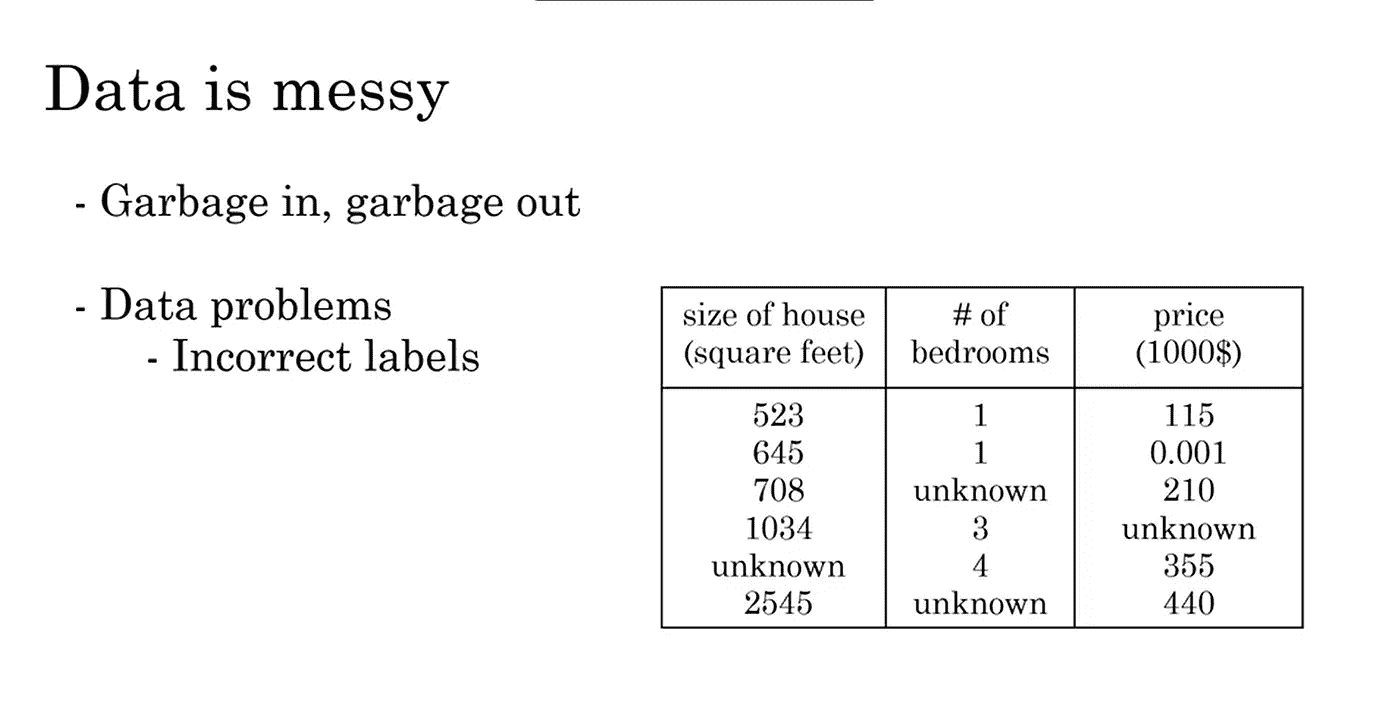 Data is messy
- Garbage in, garbage out
- Data problems
- Incorrect labels
size of house (square feet) # of bedrooms price (1000$)
523 1 115
645 1 0.001
708 unknown 210
1034 3 unknown
unknown 4 355
2545 unknown 440